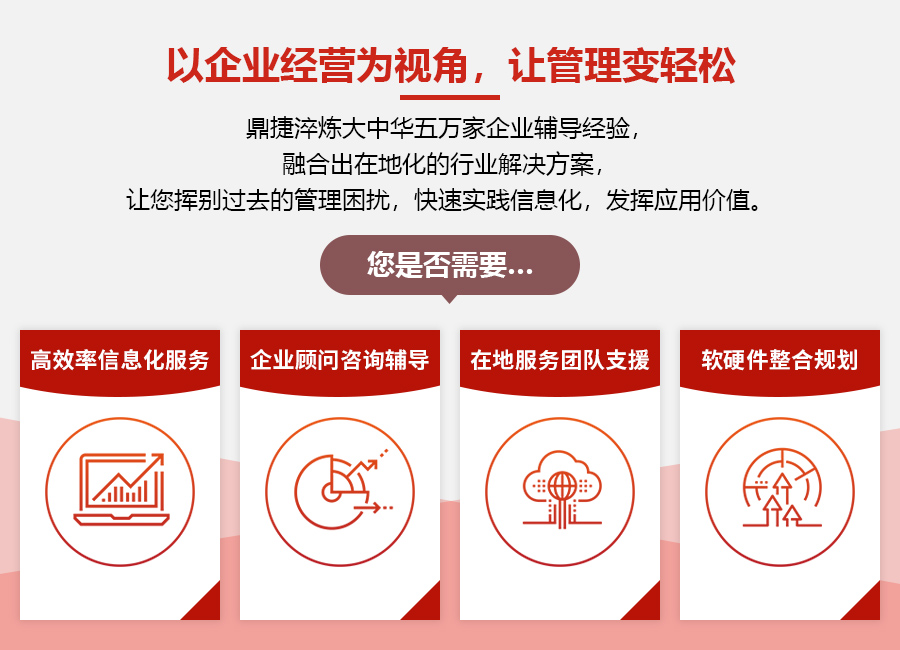 以企业经营为视角，让管理变轻松
鼎捷淬炼大中华五万家企业辅导经验，
融合出在地化的行业解决方案，
让您挥别过去的管理困扰，快速实践信息化，发挥应用价值。
您是否需要...
高效率信息化服务
企业顾问咨询辅导
在地服务团队支援
软硬件整合规划